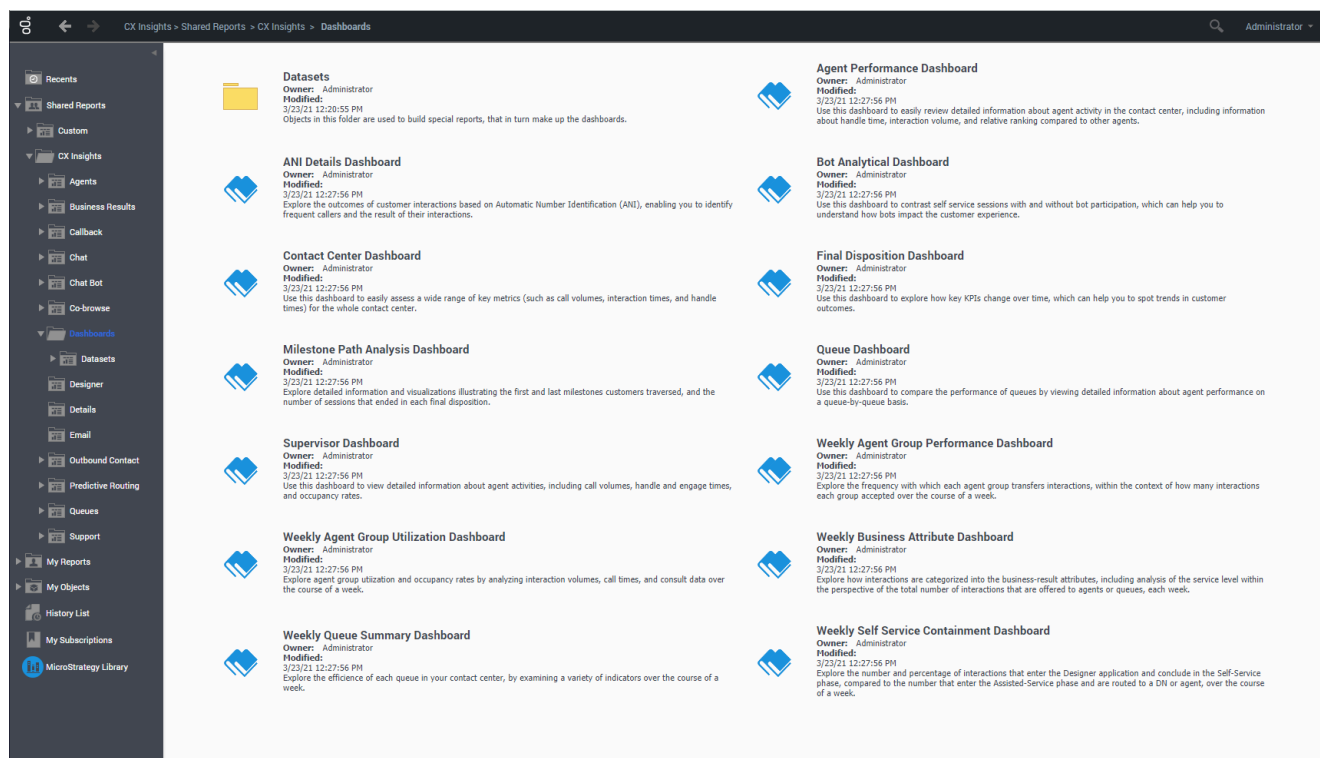 CX Insights > Shared Reports > CX Insights > Dashboards
Administrator
Recents
Shared Reports
Custom
CX Insights
Agents
Business Results
Callback
Chat
Chat Bot
Co-browse
Dashboards
Datasets
Designer
Details
Email
Outbound Contact
Predictive Routing
Queues
Support
My Reports
My Objects
History List
My Subscriptions
MicroStrategy Library
Datasets
Owner: Administrator
Modified:
3/23/21 12:20:55 PM
Objects in this folder are used to build special reports, that in turn make up the dashboards.
Agent Performance Dashboard
Owner: Administrator
Modified:
3/23/21 12:27:56 PM
Use this dashboard to easily review detailed information about agent activity in the contact center, including information
about handle time, interaction volume, and relative ranking compared to other agents.
ANI Details Dashboard
Owner: Administrator
Modified:
3/23/21 12:27:56 PM
Explore the outcomes of customer interactions based on Automatic Number Identification (ANI), enabling you to identify
frequent callers and the result of their interactions.
Bot Analytical Dashboard
Owner: Administrator
Modified:
3/23/21 12:27:56 PM
Use this dashboard to contrast self service sessions with and without bot participation, which can help you to
understand how bots impact the customer experience.
Contact Center Dashboard
Owner: Administrator
Modified:
3/23/21 12:27:56 PM
Use this dashboard to easily assess a wide range of key metrics (such as call volumes, interaction times, and handle
times) for the whole contact center.
Final Disposition Dashboard
Owner: Administrator
Modified:
3/23/21 12:27:56 PM
Use this dashboard to explore how key KPIs change over time, which can help you to spot trends in customer
outcomes.
Milestone Path Analysis Dashboard
Owner: Administrator
Modified:
3/23/21 12:27:56 PM
Explore detailed information and visualizations illustrating the first and last milestones customers traversed, and the
number of sessions that ended in each final disposition.
Queue Dashboard
Owner: Administrator
Modified:
3/23/21 12:27:56 PM
Use this dashboard to compare the performance of queues by viewing detailed information about agent performance on
a queue-by-queue basis.
Supervisor Dashboard
Owner: Administrator
Modified:
3/23/21 12:27:56 PM
Use this dashboard to view detailed information about agent activities, including call volumes, handle and engage times,
and occupancy rates.
Weekly Agent Group Performance Dashboard
Owner: Administrator
Modified:
3/23/21 12:27:56 PM
Explore the frequency with which each agent group transfers interactions, within the context of how many interactions
each group accepted over the course of a week.
Weekly Agent Group Utilization Dashboard
Owner: Administrator
Modified:
3/23/21 12:27:56 PM
Explore agent group utiization and occupancy rates by analyzing interaction volumes, call times, and consult data over
the course of a week.
Weekly Business Attribute Dashboard
Owner: Administrator
Modified:
3/23/21 12:27:56 PM
Explore how interactions are categorized into the business-result attributes, including analysis of the service level within
the perspective of the total number of interactions that are offered to agents or queues, each week.
Weekly Queue Summary Dashboard
Owner: Administrator
Modified:
3/23/21 12:27:56 PM
Explore the efficience of each queue in your contact center, by examining a variety of indicators over the course of a
week.
Weekly Self Service Containment Dashboard
Owner: Administrator
Modified:
3/23/21 12:27:56 PM
Explore the number and percentage of interactions that enter the Designer application and conclude in the Self-Service
phase, compared to the number that enter the Assisted-Service phase and are routed to a DN or agent, over the course
of a week.